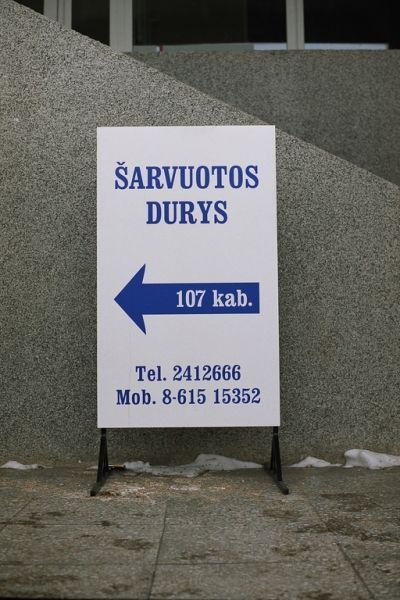 ŠARVUOTOS
DURYS
107 kab.
Tel. 2412666
Mob. 8-615 15352